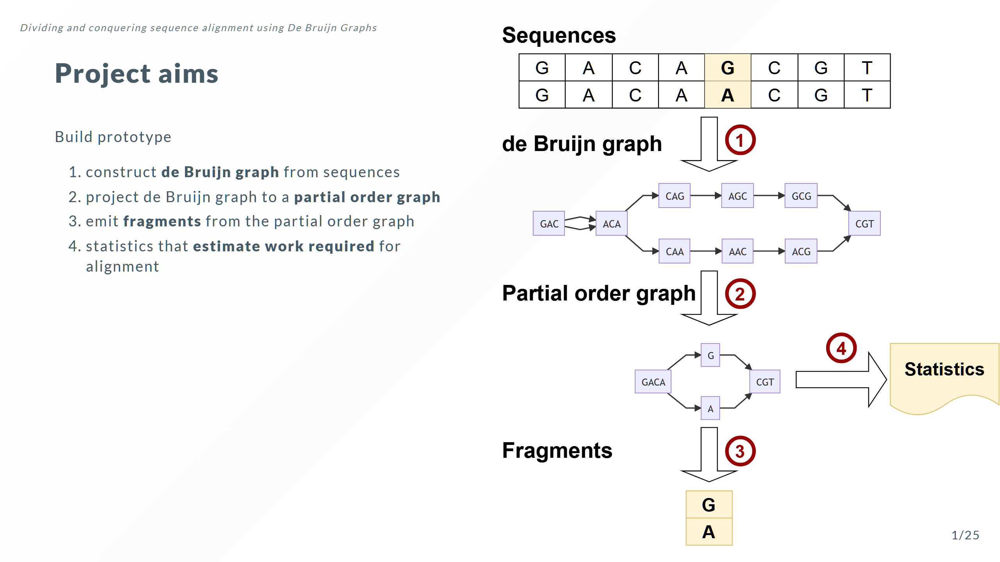 Dividing and conquering sequence alignment using De Bruijn Graphs
Project aims
Build prototype
1. construct de Bruijn graph from sequences
2. project de Bruijn graph to a partial order graph
3. emit fragments from the partial order graph
4. statistics that estimate work required for
alignment
Sequences
G A C A G C G T
G A C A A C G T
1
de Bruijn graph
CAG AGC GCG
GAC ACA CGT
CAA AAC ACG
Partial order graph
2
4
G
Statistics
GACA CGT
A
Fragments
3
G
A
1/25